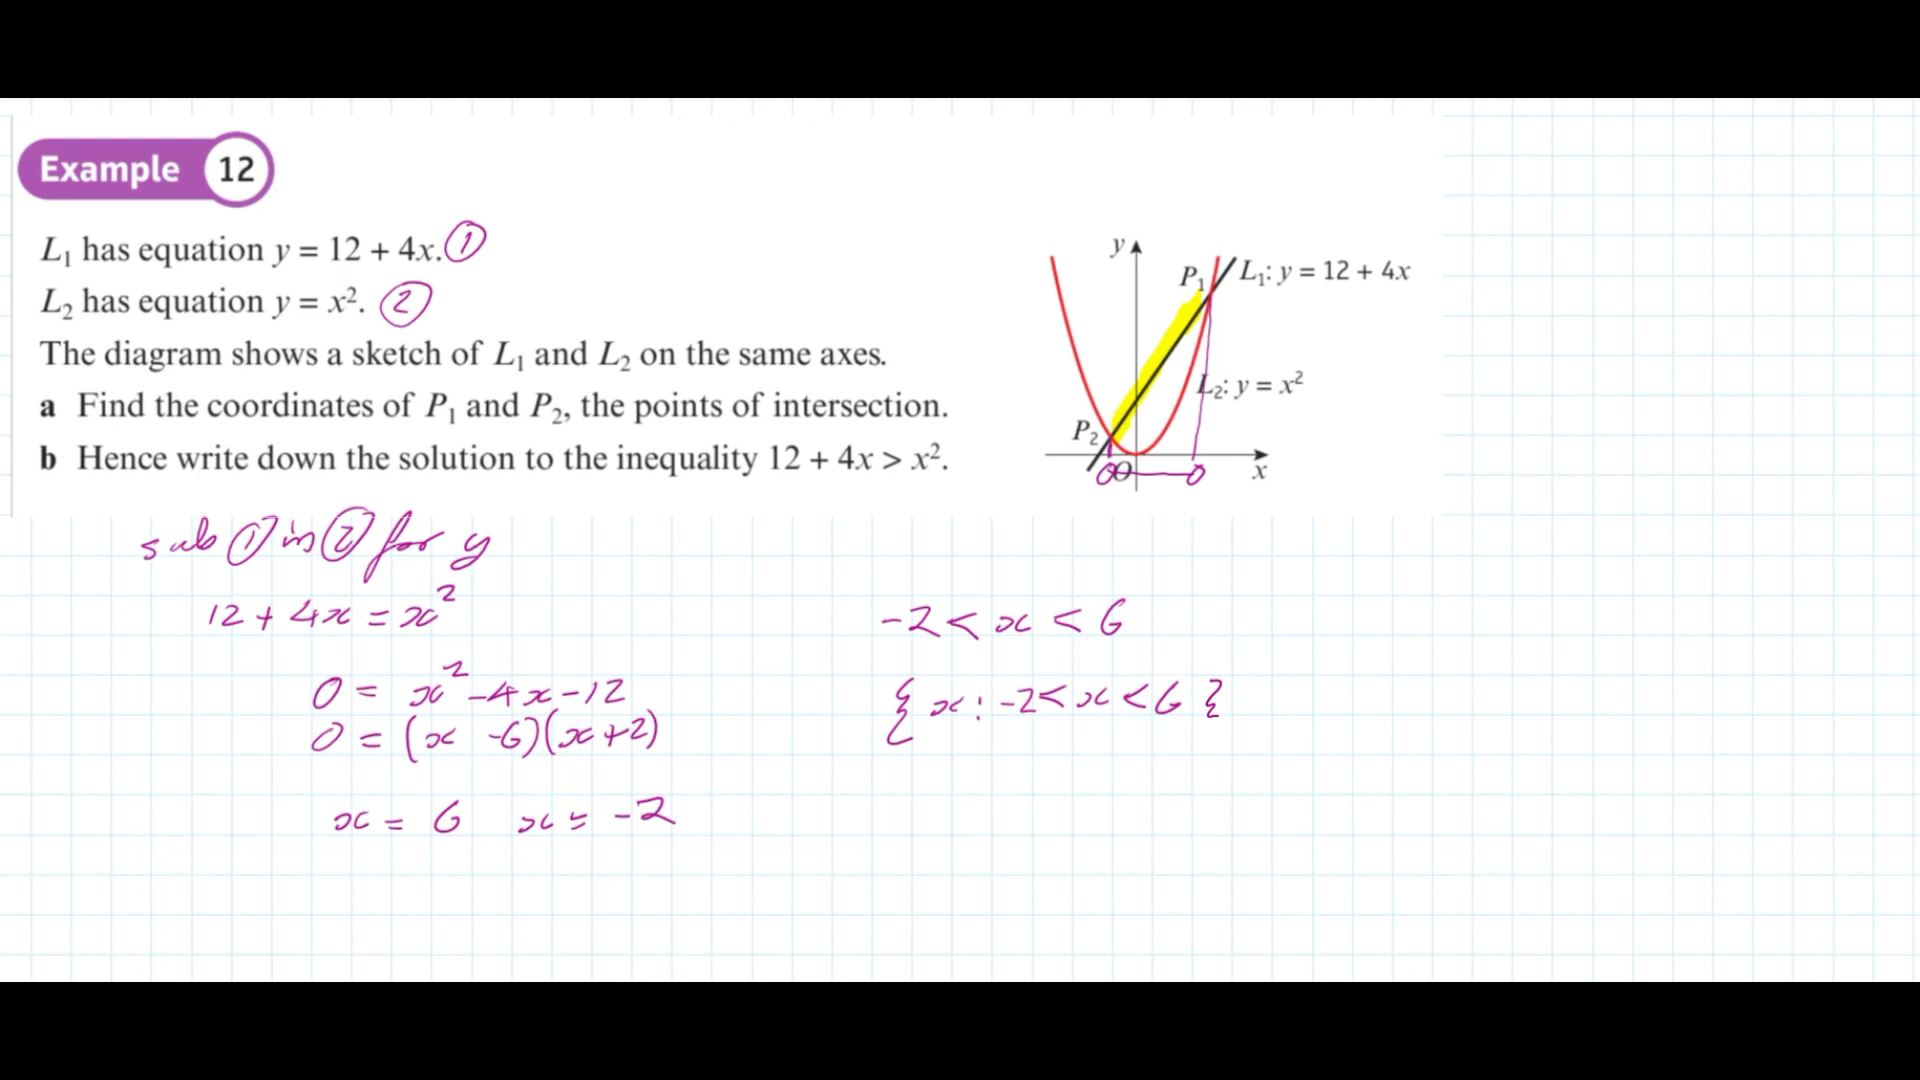 Example 12
L₁ has equation y = 12 + 4x. ①
L₂ has equation y = x². ②
The diagram shows a sketch of L₁ and L₂ on the same axes.
a Find the coordinates of P₁ and P₂, the points of intersection.
b Hence write down the solution to the inequality 12 + 4x > x².
y
P₁
L₁: y = 12 + 4x
L₂: y = x²
P₂
O
x
sub ① in ② for y
12 + 4x = x²
0 = x² - 4x - 12
0 = (x - 6)(x + 2)
x = 6 x = -2
-2 < x < 6
{ x : -2 < x < 6 }